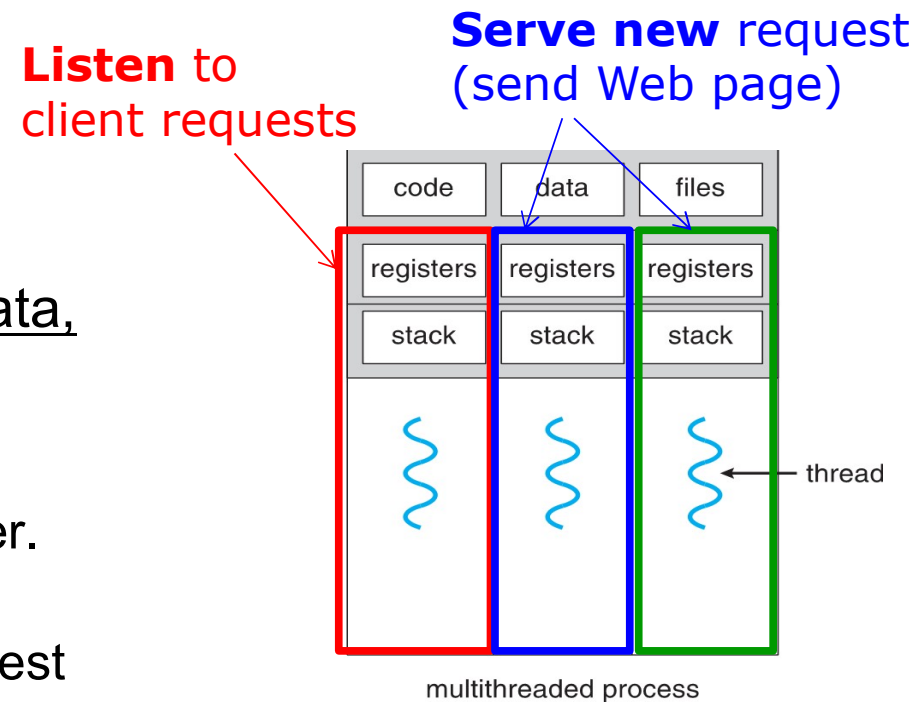 Listen to
client requests
Serve new request
(send Web page)
code data files
registers registers registers
ata,
stack stack stack
thread
er.
est
multithreaded process